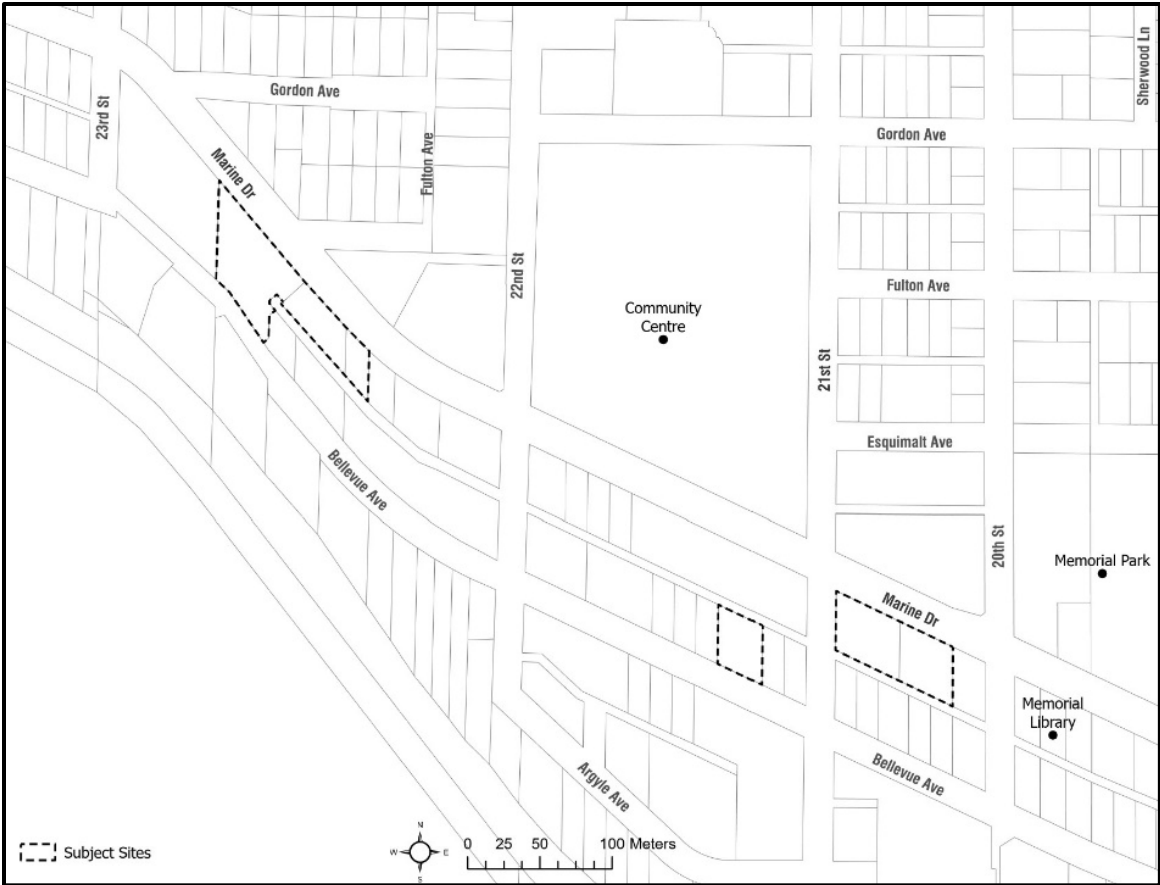 Sherwood Ln
Gordon Ave
23rd St
Gordon Ave
Marine Dr
Fulton Ave
22nd St
Fulton Ave
Community
Centre
21st St
Esquimalt Ave
Bellevue Ave
20th St
Memorial Park
Marine Dr
Memorial
Library
Bellevue Ave
Argyle Ave
N
W
E
S
0 25 50 100 Meters
Subject Sites